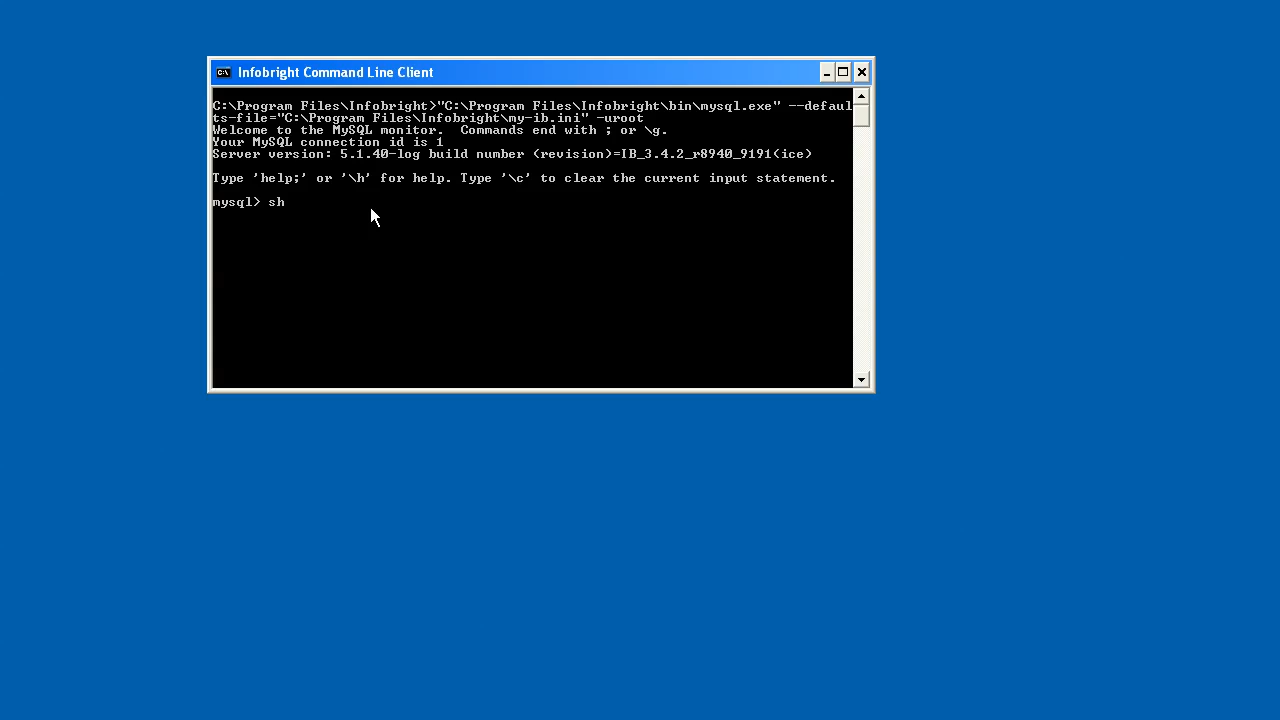 Infobright Command Line Client
C:\Program Files\Infobright>"C:\Program Files\Infobright\bin\mysql.exe" --defaul
ts-file="C:\Program Files\Infobright\my-ib.ini" -uroot
Welcome to the MySQL monitor.  Commands end with ; or \g.
Your MySQL connection id is 1
Server version: 5.1.40-log build number (revision)=IB_3.4.2_r8940_9191(ice)
Type 'help;' or '\h' for help. Type '\c' to clear the current input statement.
mysql> sh